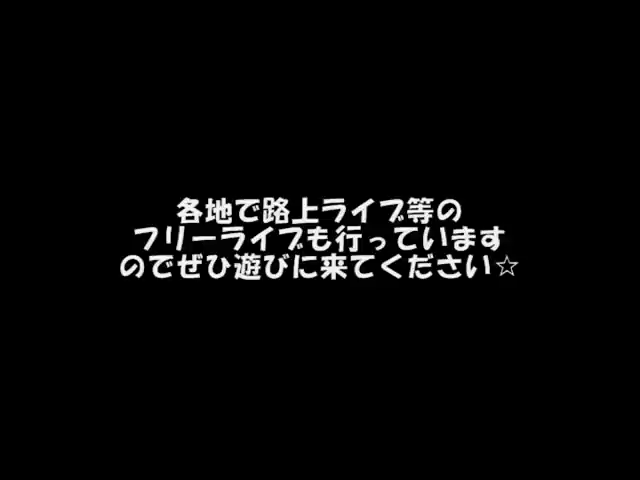 各地で路上ライブ等の
フリーライブも行っています
のでぜひ遊びに来てください☆